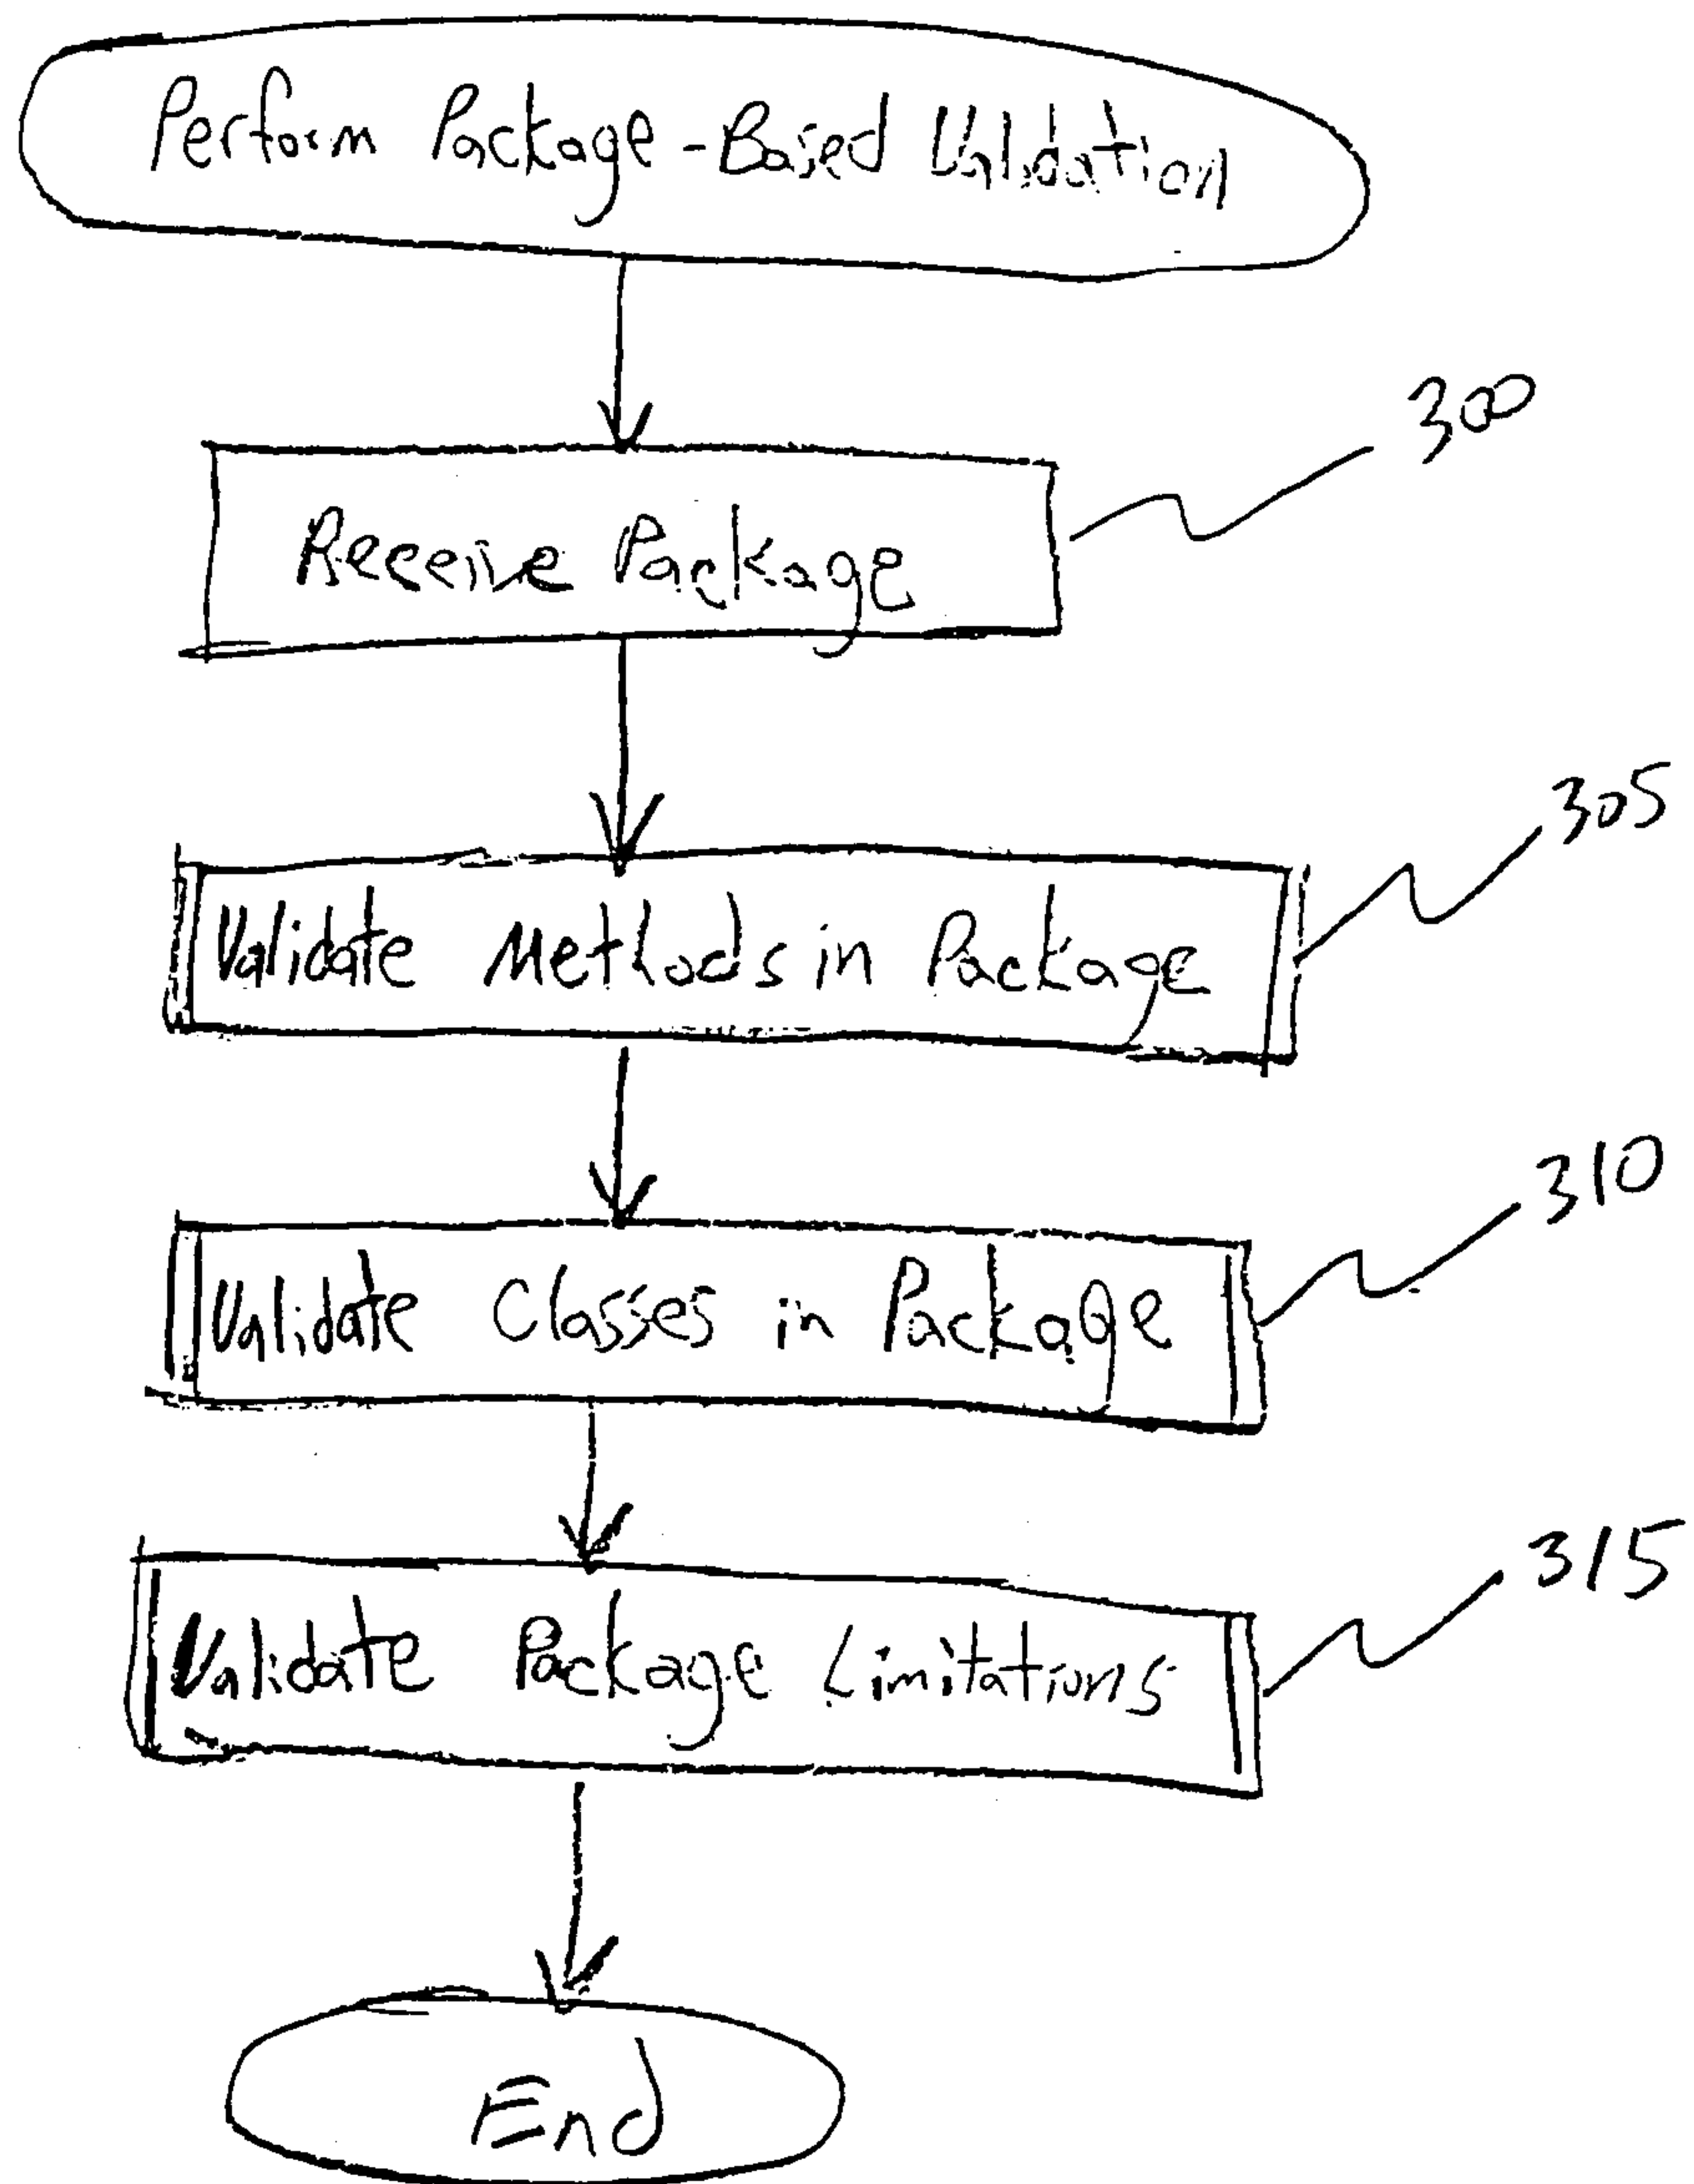 Perform Package-Based Validation
300
Receive Package
305
Validate Methods in Package
310
Validate Classes in Package
315
Validate Package Limitations
End